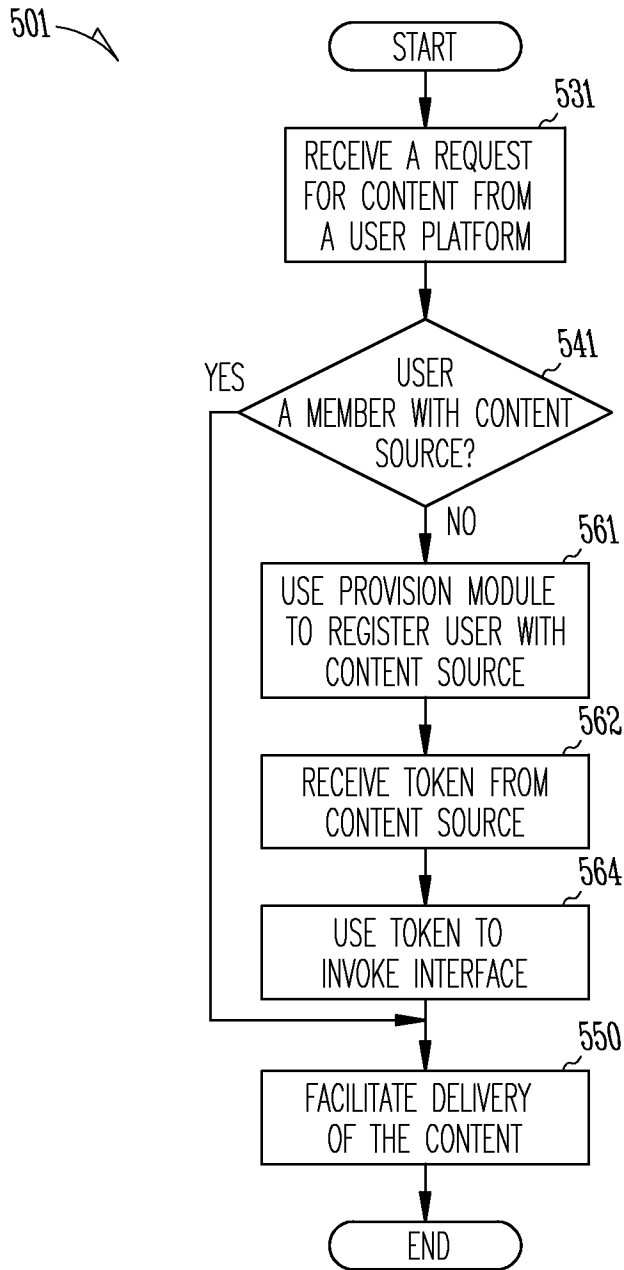 501
START
531
RECEIVE A REQUEST
FOR CONTENT FROM
A USER PLATFORM
541
YES
USER
A MEMBER WITH CONTENT
SOURCE?
NO
561
USE PROVISION MODULE
TO REGISTER USER WITH
CONTENT SOURCE
562
RECEIVE TOKEN FROM
CONTENT SOURCE
564
USE TOKEN TO
INVOKE INTERFACE
550
FACILITATE DELIVERY
OF THE CONTENT
END